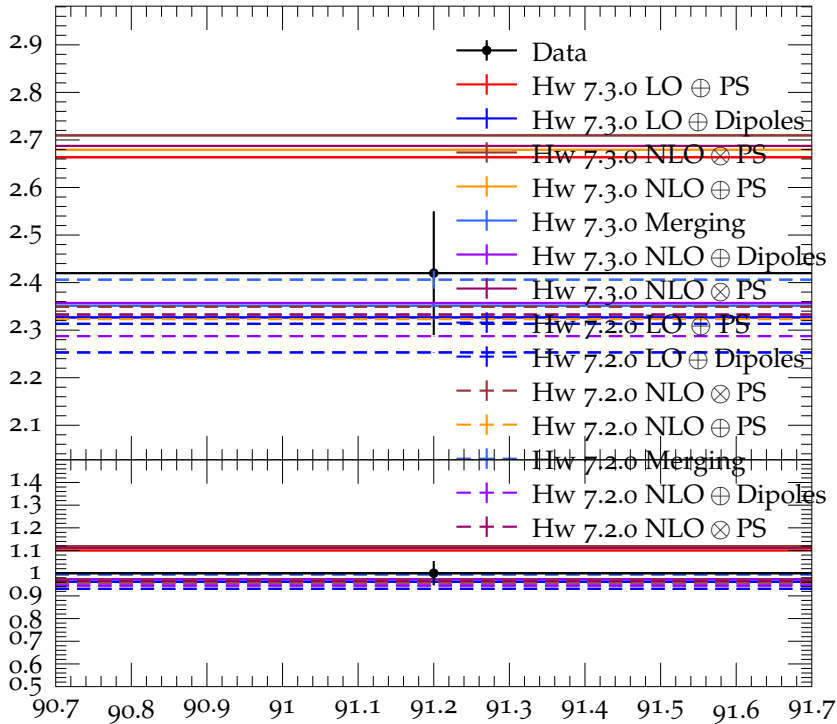 2.9
2.8
2.7
2.6
2.5
2.4
2.3
2.2
2.1
Data
Hw 7.3.0 LO ⊕ PS
Hw 7.3.0 LO ⊕ Dipoles
Hw 7.3.0 NLO ⊗ PS
Hw 7.3.0 NLO ⊕ PS
Hw 7.3.0 Merging
Hw 7.3.0 NLO ⊕ Dipoles
Hw 7.3.0 NLO ⊗ PS
Hw 7.2.0 LO ⊕ PS
Hw 7.2.0 LO ⊕ Dipoles
Hw 7.2.0 NLO ⊗ PS
Hw 7.2.0 NLO ⊕ PS
Hw 7.2.0 Merging
Hw 7.2.0 NLO ⊕ Dipoles
Hw 7.2.0 NLO ⊗ PS
1.4
1.3
1.2
1.1
1
0.9
0.8
0.7
0.6
0.5
90.7 90.8 90.9 91 91.1 91.2 91.3 91.4 91.5 91.6 91.7